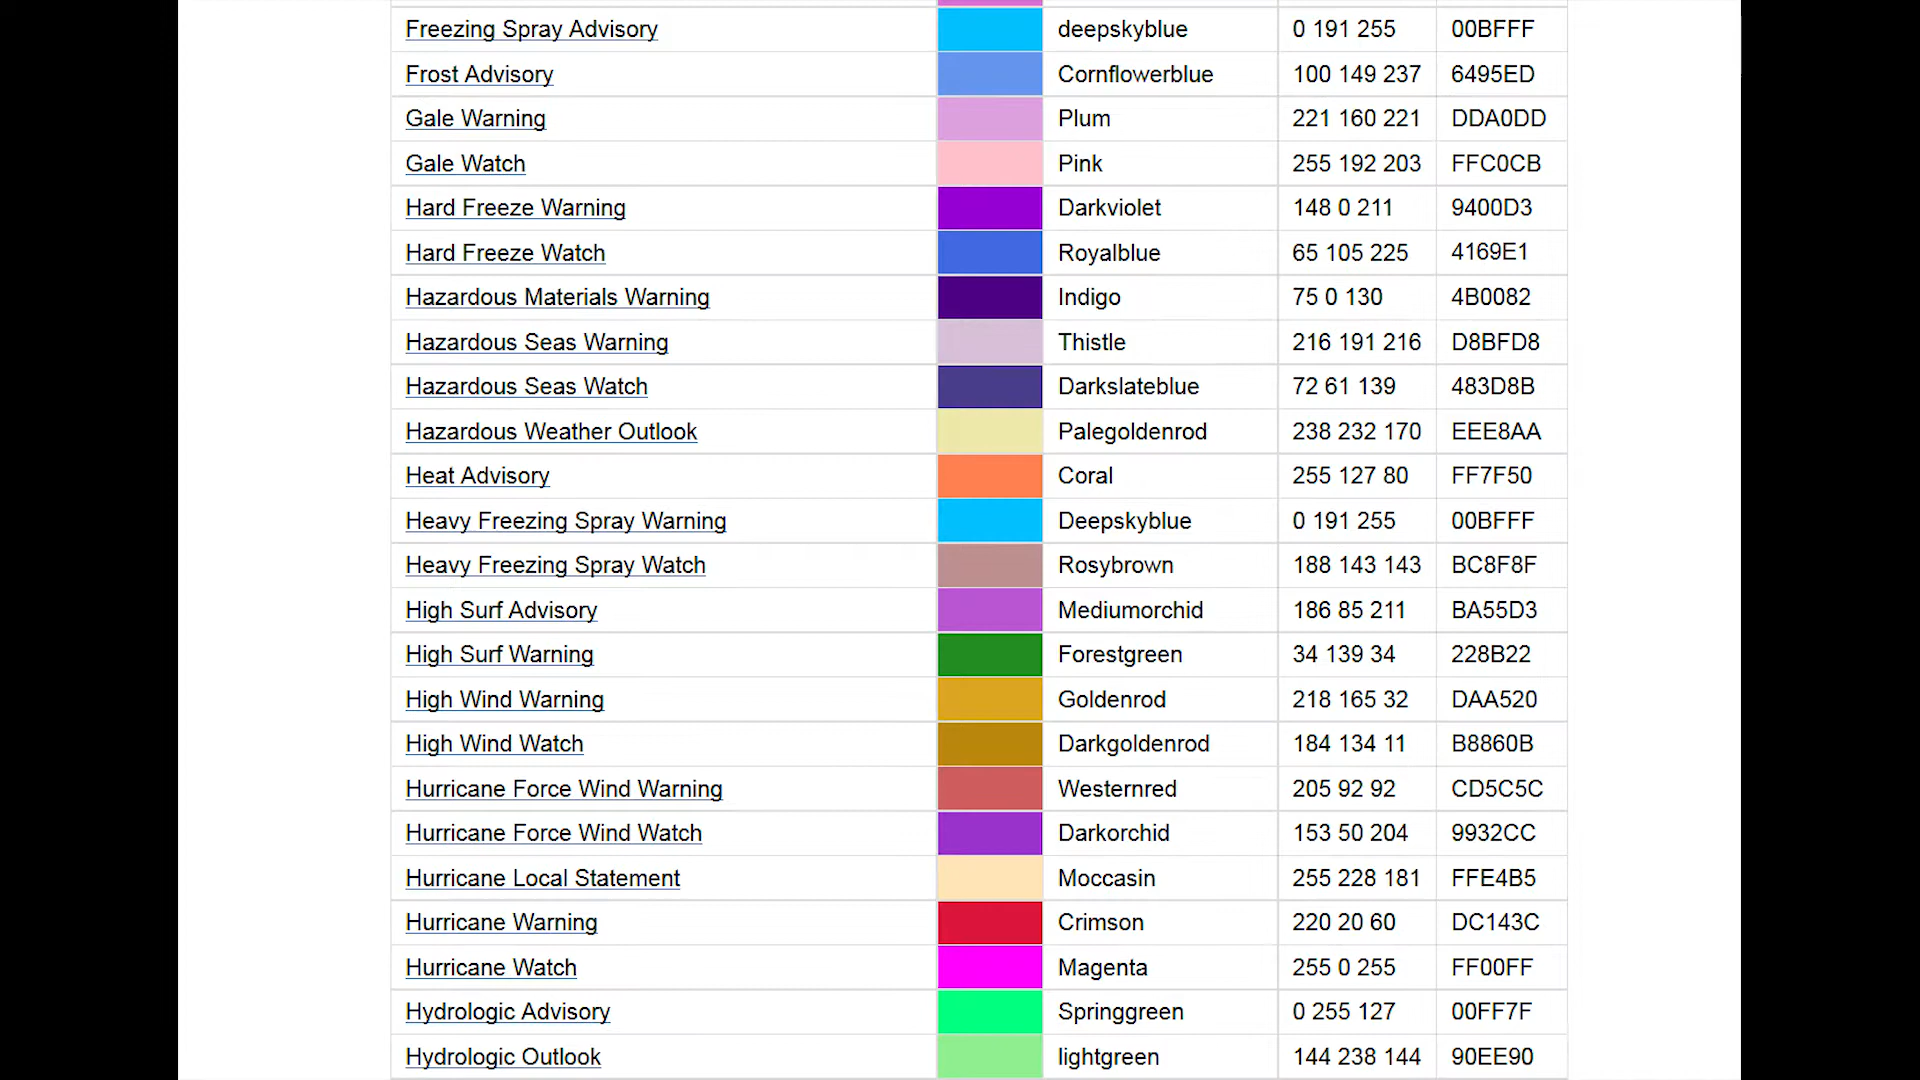 Freezing Spray Advisory deepskyblue 0 191 255 00BFFF
Frost Advisory Cornflowerblue 100 149 237 6495ED
Gale Warning Plum 221 160 221 DDA0DD
Gale Watch Pink 255 192 203 FFC0CB
Hard Freeze Warning Darkviolet 148 0 211 9400D3
Hard Freeze Watch Royalblue 65 105 225 4169E1
Hazardous Materials Warning Indigo 75 0 130 4B0082
Hazardous Seas Warning Thistle 216 191 216 D8BFD8
Hazardous Seas Watch Darkslateblue 72 61 139 483D8B
Hazardous Weather Outlook Palegoldenrod 238 232 170 EEE8AA
Heat Advisory Coral 255 127 80 FF7F50
Heavy Freezing Spray Warning Deepskyblue 0 191 255 00BFFF
Heavy Freezing Spray Watch Rosybrown 188 143 143 BC8F8F
High Surf Advisory Mediumorchid 186 85 211 BA55D3
High Surf Warning Forestgreen 34 139 34 228B22
High Wind Warning Goldenrod 218 165 32 DAA520
High Wind Watch Darkgoldenrod 184 134 11 B8860B
Hurricane Force Wind Warning Westernred 205 92 92 CD5C5C
Hurricane Force Wind Watch Darkorchid 153 50 204 9932CC
Hurricane Local Statement Moccasin 255 228 181 FFE4B5
Hurricane Warning Crimson 220 20 60 DC143C
Hurricane Watch Magenta 255 0 255 FF00FF
Hydrologic Advisory Springgreen 0 255 127 00FF7F
Hydrologic Outlook lightgreen 144 238 144 90EE90